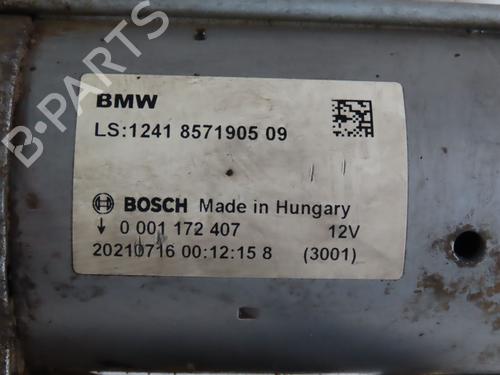 B-PARTS
BMW
LS:1241 8571905 09
BOSCH Made in Hungary
0 001 172 407 12V
20210716 00:12:15 8 (3001)